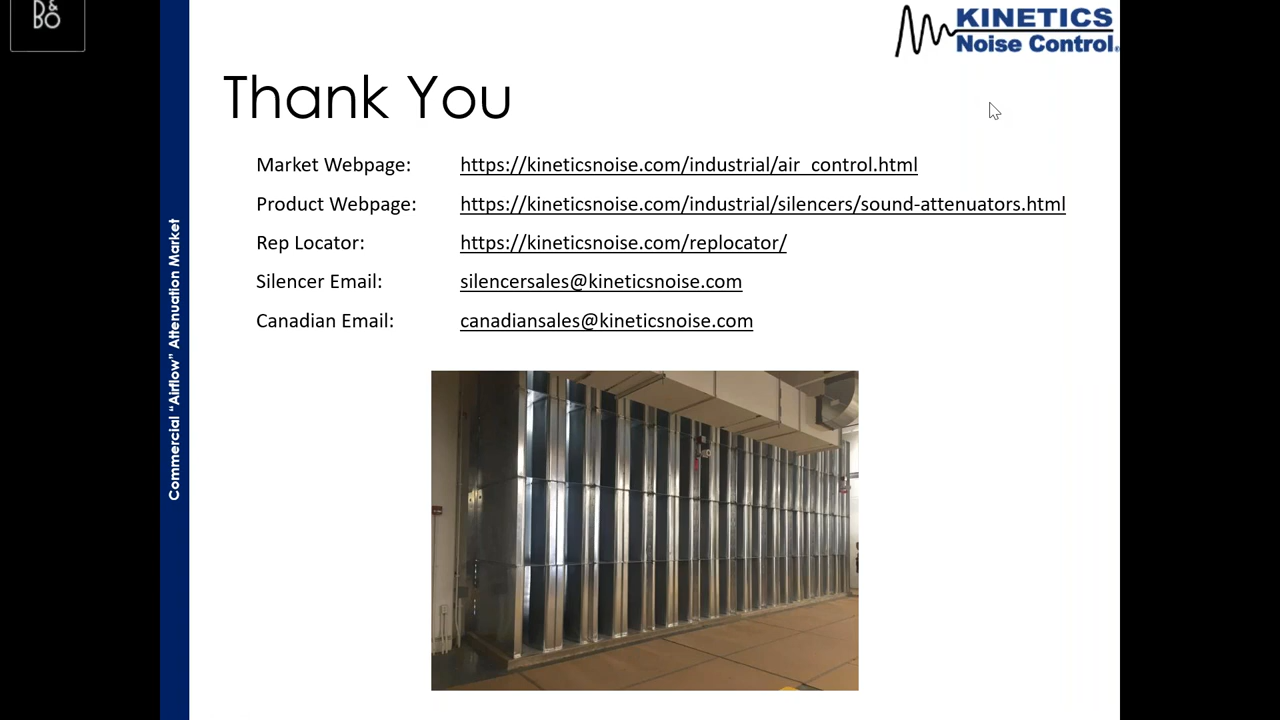 B&O
KINETICS
Noise Control
Thank You
Market Webpage: https://kineticsnoise.com/industrial/air_control.html
Product Webpage: https://kineticsnoise.com/industrial/silencers/sound-attenuators.html
Rep Locator: https://kineticsnoise.com/replocator/
Silencer Email: silencersales@kineticsnoise.com
Canadian Email: canadiansales@kineticsnoise.com
Commercial “Airflow” Attenuation Market